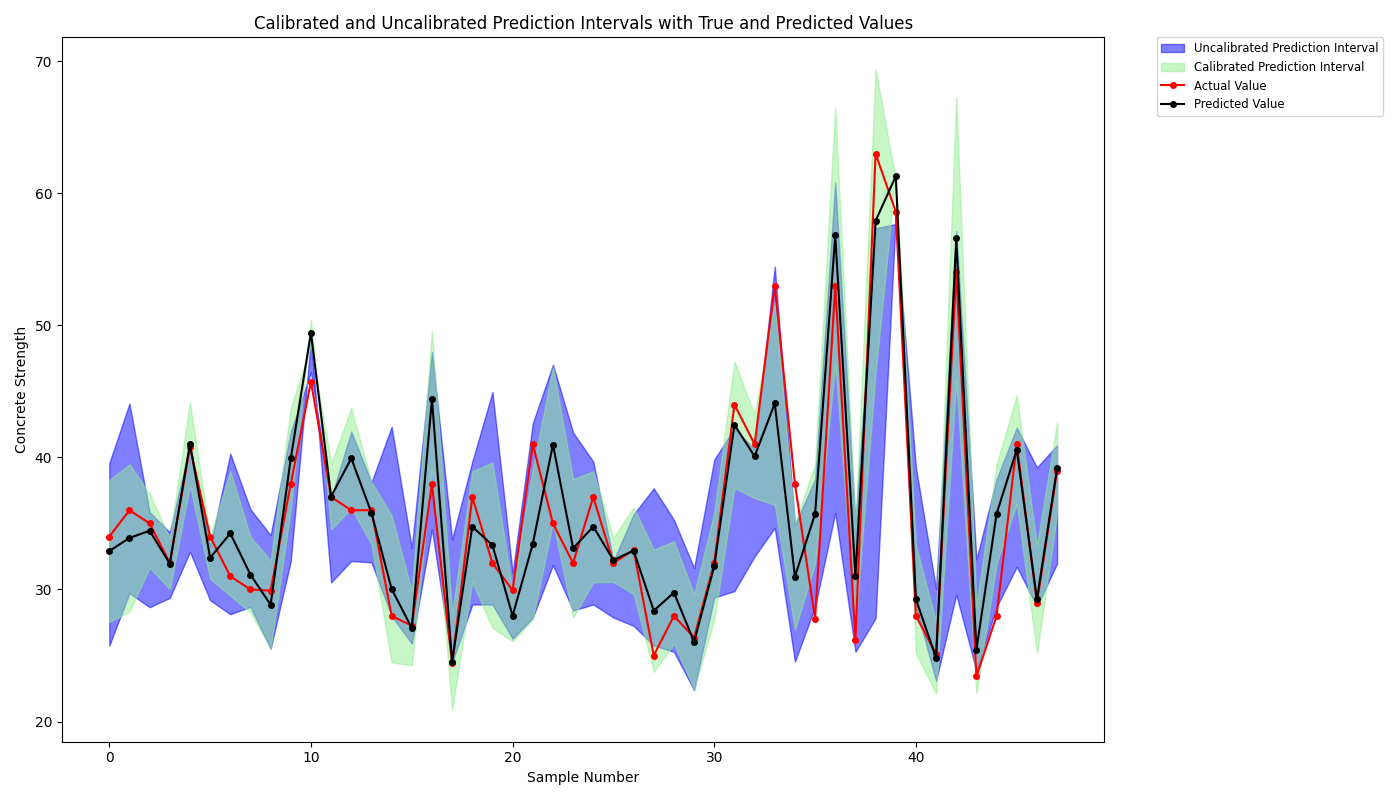 Calibrated and Uncalibrated Prediction Intervals with True and Predicted Values
Uncalibrated Prediction Interval
Calibrated Prediction Interval
Actual Value
Predicted Value
Concrete Strength
70
60
50
40
30
20
0 10 20 30 40
Sample Number